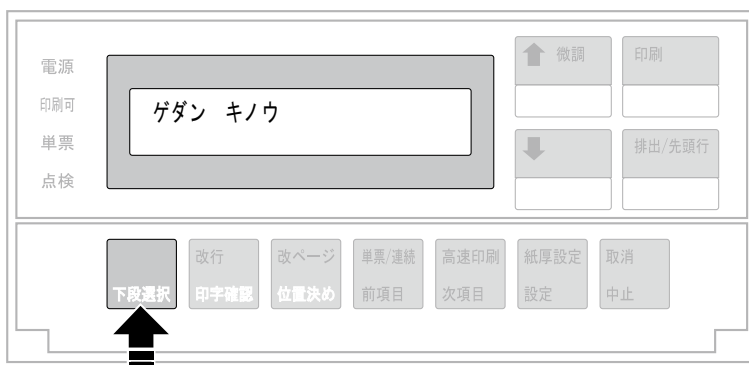 電源
印刷可
単票
点検
ゲダン キノウ
微調
印刷
排出/先頭行
下段選択
改行
印字確認
改ページ
位置決め
単票/連続
前項目
高速印刷
次項目
紙厚設定
設定
取消
中止